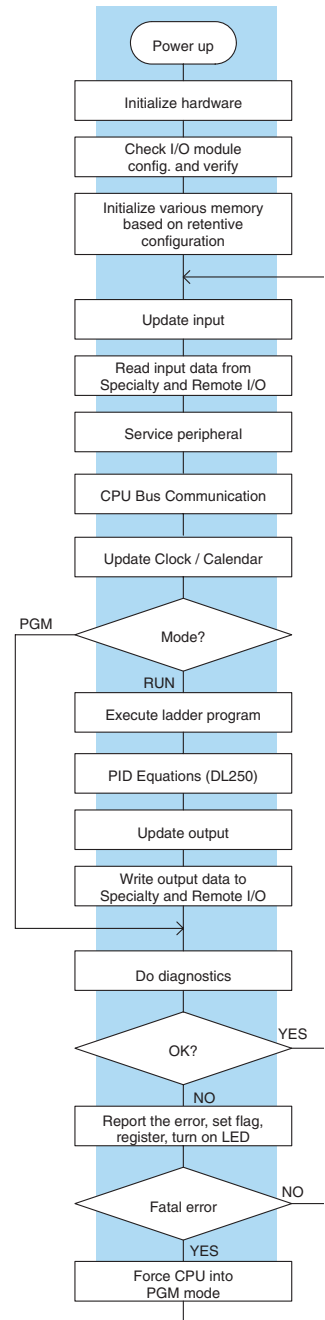 Power up
Initialize hardware
Check I/O module
config. and verify
Initialize various memory
based on retentive
configuration
Update input
Read input data from
Specialty and Remote I/O
Service peripheral
CPU Bus Communication
Update Clock / Calendar
PGM
Mode?
RUN
Execute ladder program
PID Equations (DL250)
Update output
Write output data to
Specialty and Remote I/O
Do diagnostics
OK?
YES
NO
Report the error, set flag,
register, turn on LED
Fatal error
NO
YES
Force CPU into
PGM mode